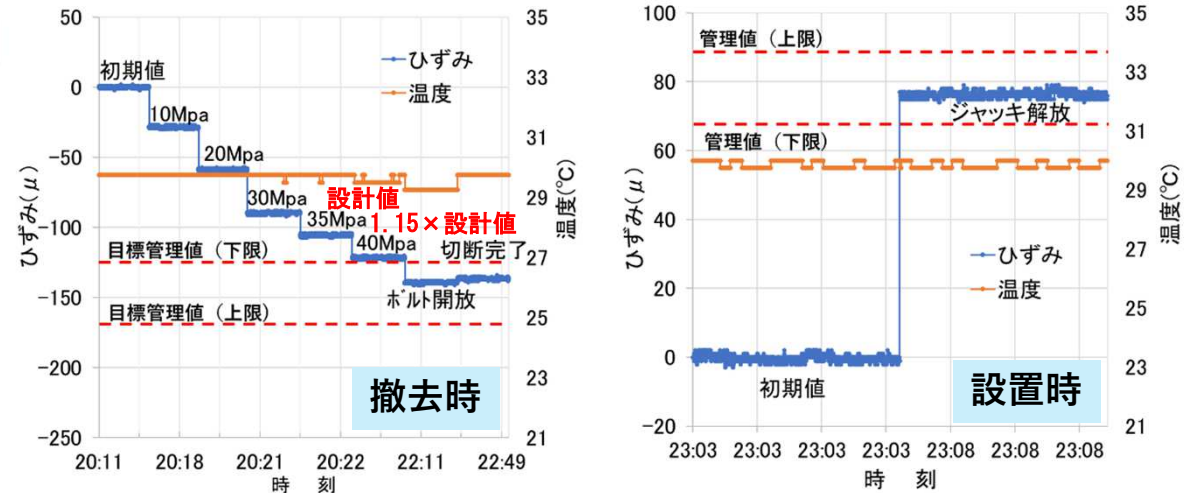 50
0
-50
-100
-150
-200
-250
ひずみ(μ)
35
33
31
29
27
25
23
21
温度(℃)
ひずみ
温度
初期値
10Mpa
20Mpa
30Mpa
設計値
35Mpa
1.15×設計値
40Mpa
切断完了
目標管理値（下限）
ﾎﾞﾙﾄ開放
目標管理値（上限）
撤去時
20:11 20:18 20:21 20:22 22:11 22:49
時 刻
100
80
60
40
20
0
-20
ひずみ(μ)
35
33
31
29
27
25
23
21
温度(℃)
管理値（上限）
ジャッキ解放
管理値（下限）
ひずみ
温度
初期値
設置時
23:03 23:03 23:03 23:03 23:08 23:08 23:08
時 刻